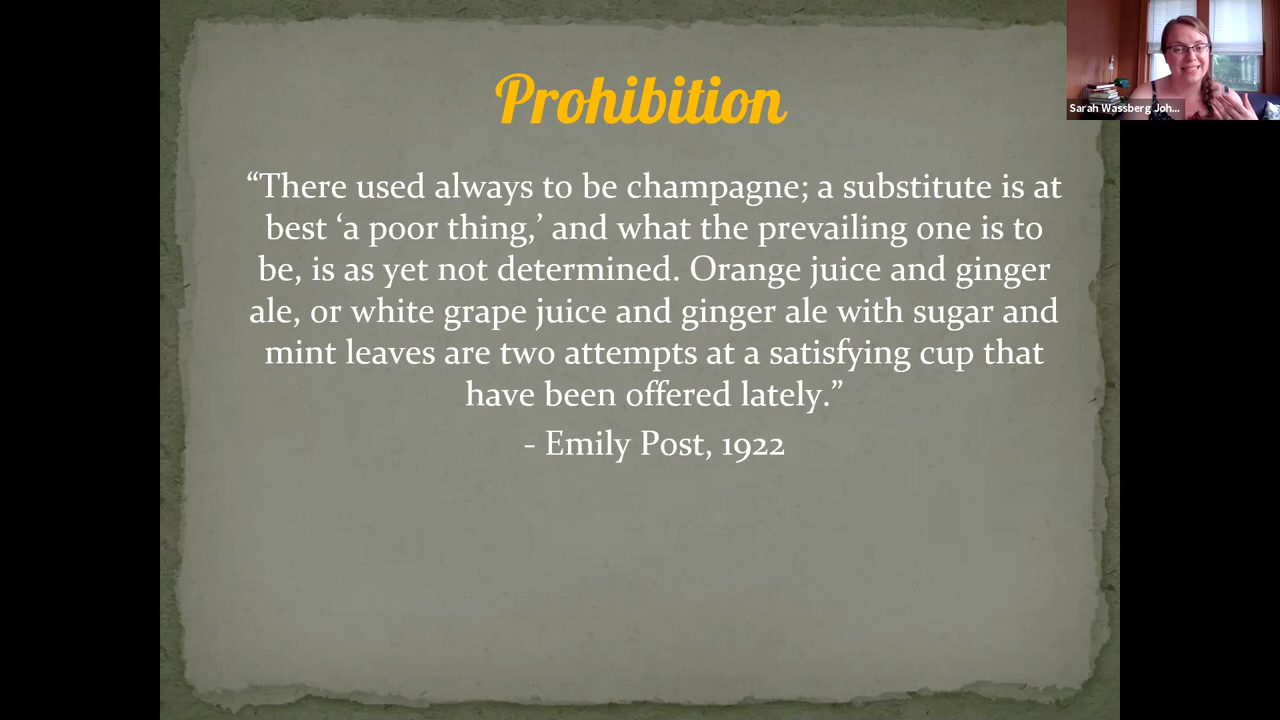 Prohibition
“There used always to be champagne; a substitute is at
best ‘a poor thing,’ and what the prevailing one is to
be, is as yet not determined. Orange juice and ginger
ale, or white grape juice and ginger ale with sugar and
mint leaves are two attempts at a satisfying cup that
have been offered lately.”
- Emily Post, 1922
Sarah Wassberg Joh...